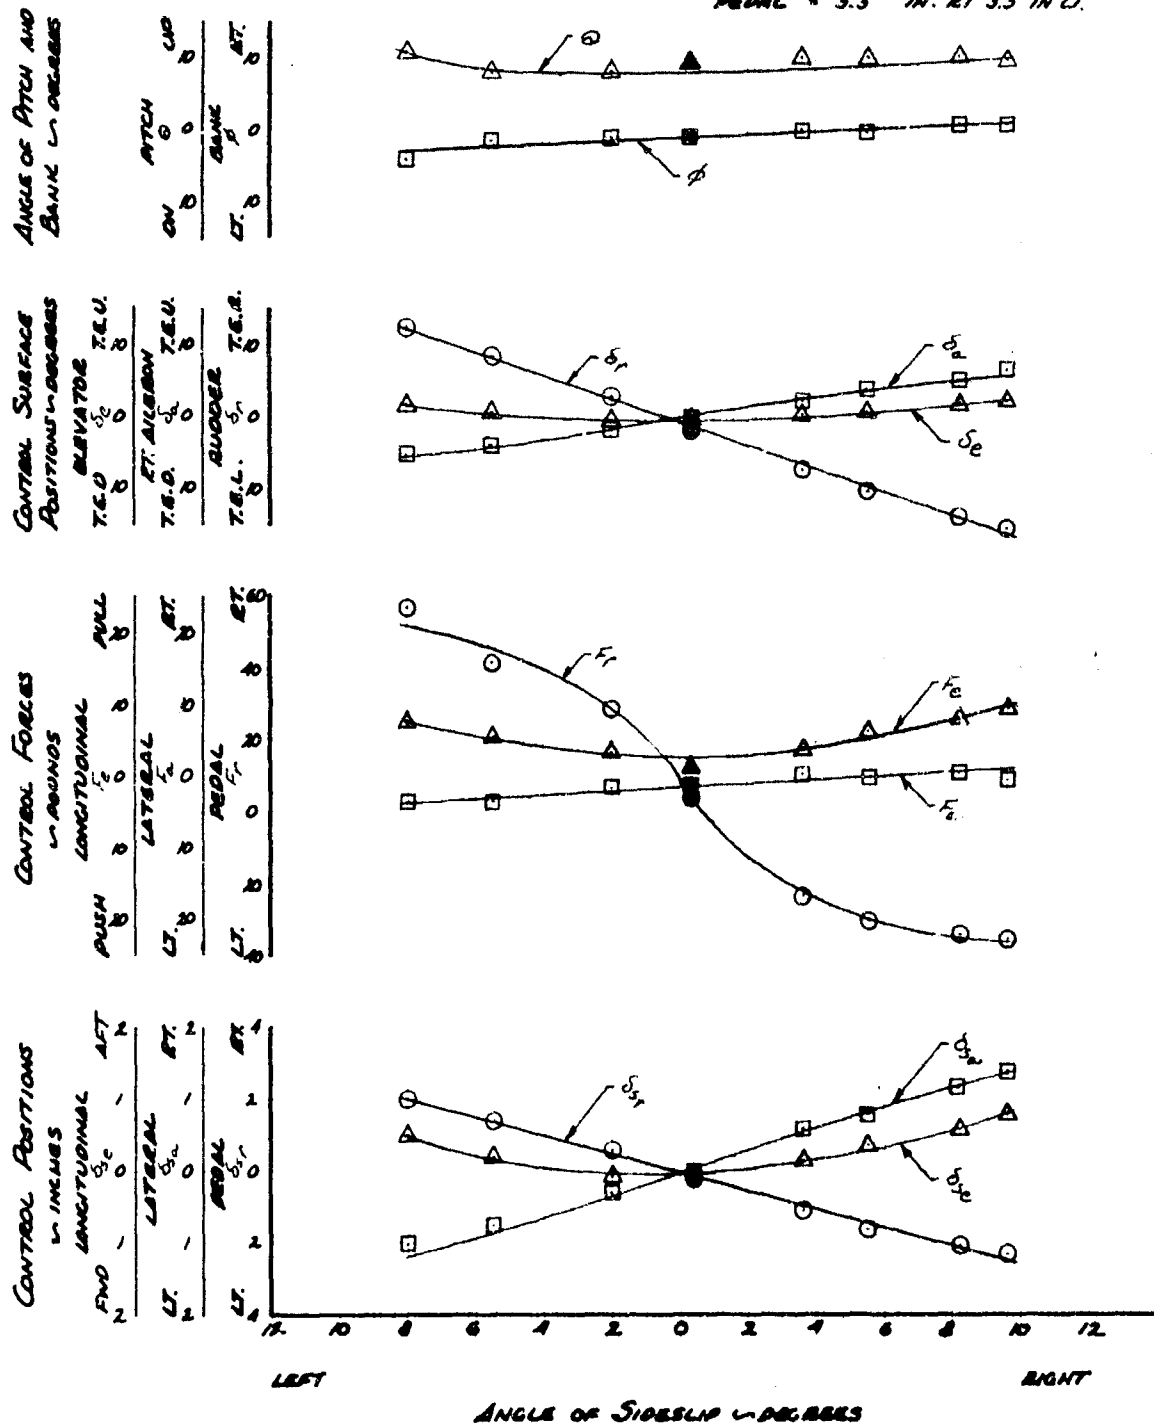 PEDAL = 3.3 IN. RT 3.3 IN LT.
ANGLE OF PITCH AND
BANK ~ DEGREES
PITCH
θ
DN 10 0 10 UP
BANK
φ
LT. 10 0 10 RT.
θ
φ
CONTROL SURFACE
POSITIONS ~ DEGREES
ELEVATOR
δe
T.E.D 10 0 10 T.E.U.
RT. AILERON
δa
T.E.D. 10 0 10 T.E.U.
RUDDER
δr
T.E.L. 10 0 10 T.E.R.
δr
δa
δe
CONTROL FORCES
~ POUNDS
LONGITUDINAL
Fe
PUSH 20 10 0 10 20 PULL
LATERAL
Fa
LT. 20 10 0 10 20 RT.
PEDAL
Fr
LT. 40 20 0 20 40 60 RT.
Fr
Fe
Fa
CONTROL POSITIONS
~ INCHES
LONGITUDINAL
δse
FWD 2 1 0 1 2 AFT
LATERAL
δsa
LT. 2 1 0 1 2 RT.
PEDAL
δsr
LT. 4 2 0 2 4 RT.
δsr
δsa
δse
12 10 8 6 4 2 0 2 4 6 8 10 12
LEFT RIGHT
ANGLE OF SIDESLIP ~ DEGREES